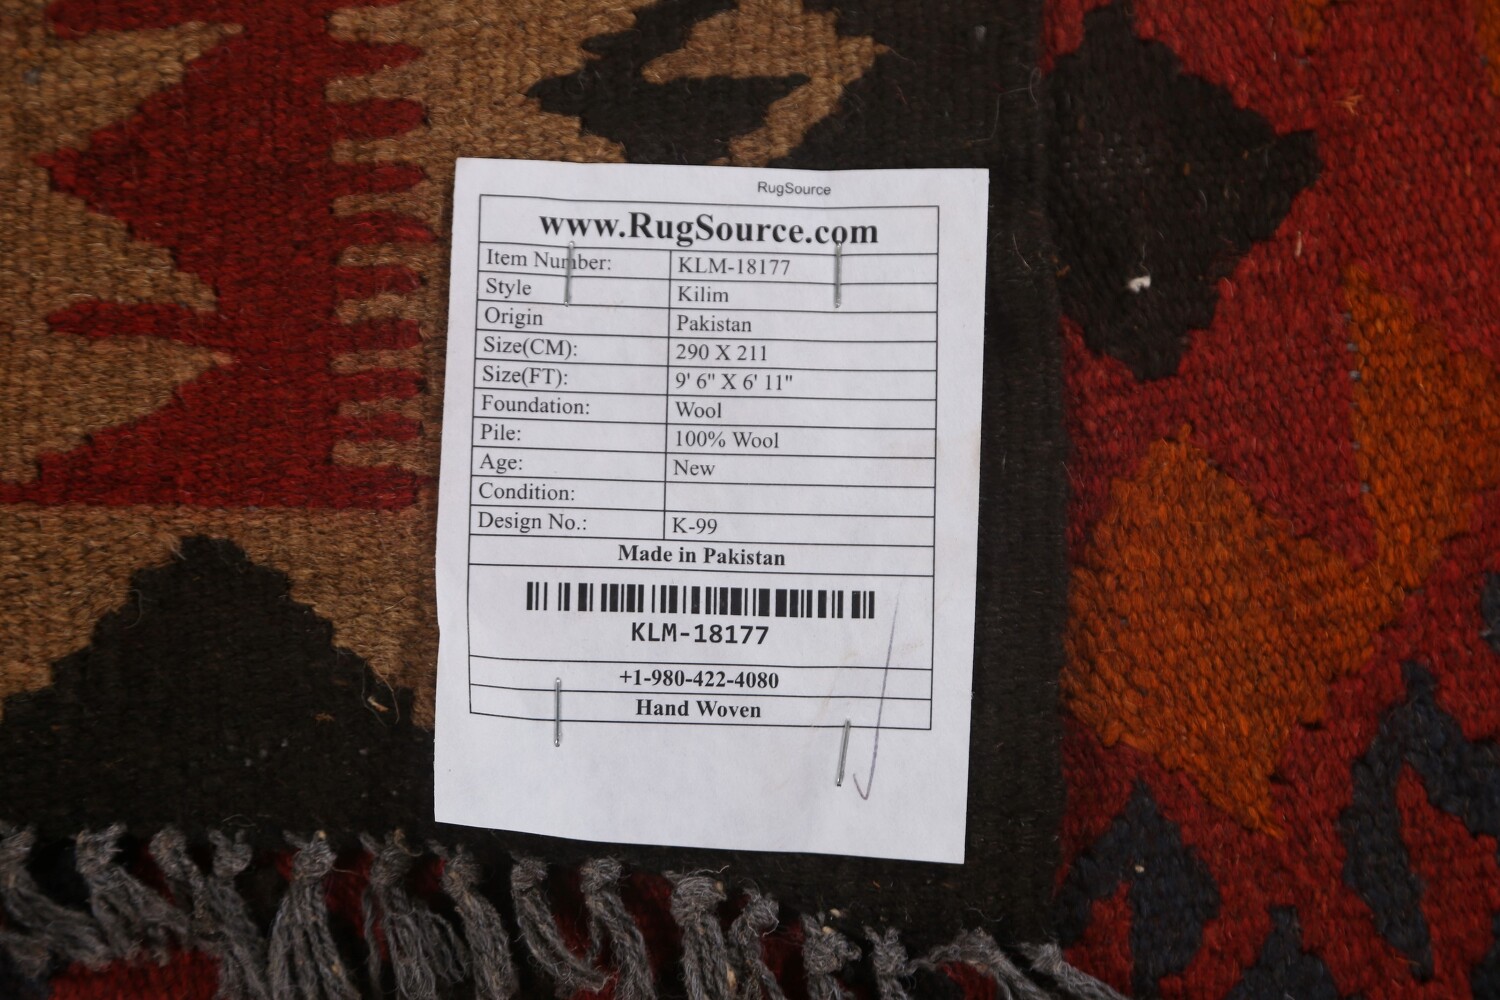 RugSource
www.RugSource.com
Item Number: KLM-18177
Style Kilim
Origin Pakistan
Size(CM): 290 X 211
Size(FT): 9' 6" X 6' 11"
Foundation: Wool
Pile: 100% Wool
Age: New
Condition:
Design No.: K-99
Made in Pakistan
KLM-18177
+1-980-422-4080
Hand Woven